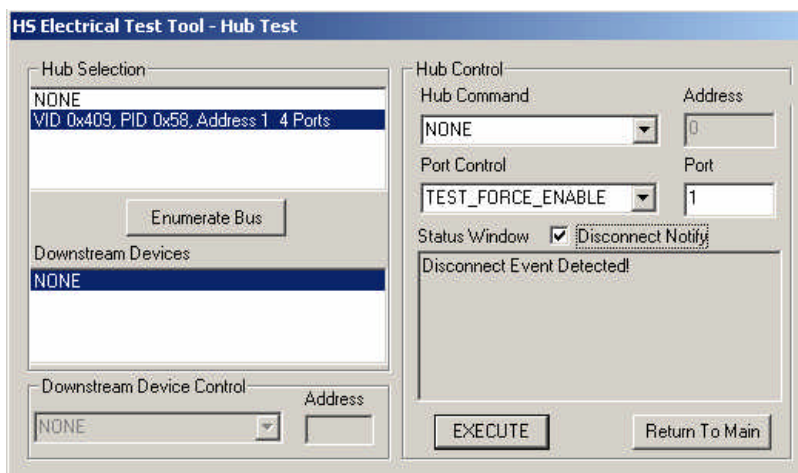 HS Electrical Test Tool - Hub Test
Hub Selection
NONE
VID 0x409, PID 0x58, Address 1 4 Ports
Enumerate Bus
Downstream Devices
NONE
Downstream Device Control
Address
NONE
Hub Control
Hub Command
Address
NONE
0
Port Control
Port
TEST_FORCE_ENABLE
1
Status Window
Disconnect Notify
Disconnect Event Detected!
EXECUTE
Return To Main